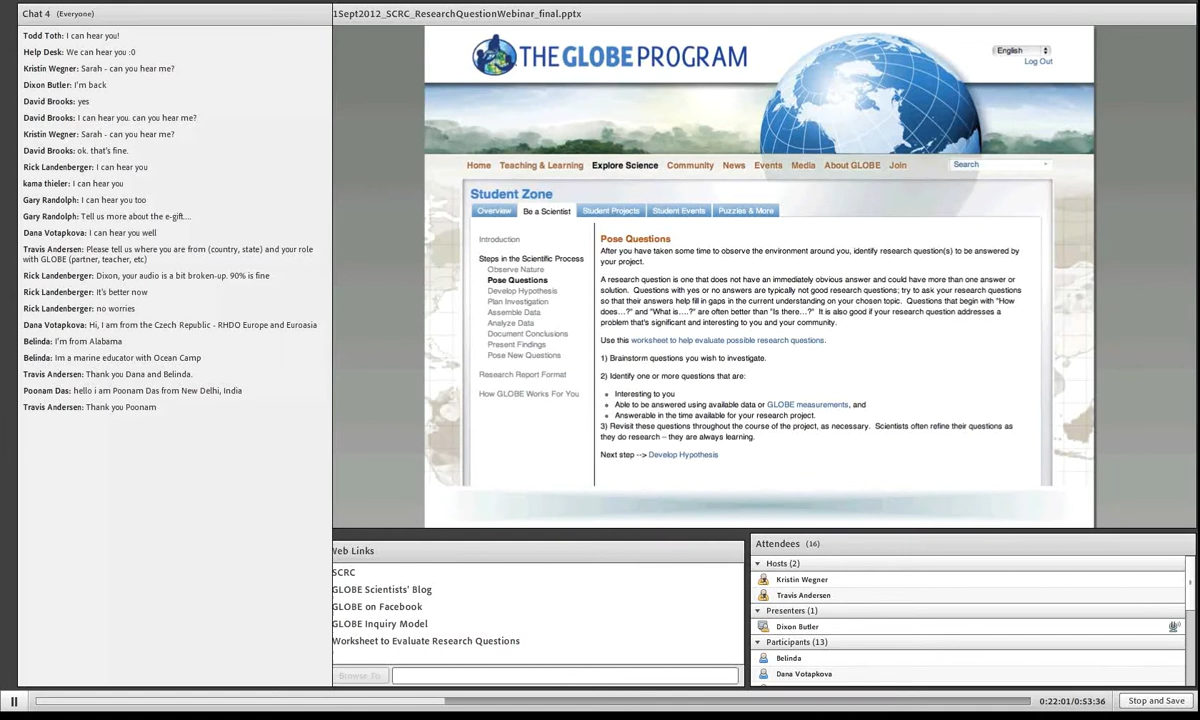 Chat 4 (Everyone)
Todd Toth: I can hear you!
Help Desk: We can hear you :0
Kristin Wegner: Sarah - can you hear me?
Dixon Butler: I'm back
David Brooks: yes
David Brooks: I can hear you. can you hear me?
Kristin Wegner: Sarah - can you hear me?
David Brooks: ok. that's fine.
Rick Landenberger: I can hear you
kama thieler: I can hear you
Gary Randolph: I can hear you too
Gary Randolph: Tell us more about the e-gift....
Dana Votapkova: I can hear you well
Travis Andersen: Please tell us where you are from (country, state) and your role
with GLOBE (partner, teacher, etc)
Rick Landenberger: Dixon, your audio is a bit broken-up. 90% is fine
Rick Landenberger: It's better now
Rick Landenberger: no worries
Dana Votapkova: Hi, I am from the Czech Republic - RHDO Europe and Euroasia
Belinda: I'm from Alabama
Belinda: Im a marine educator with Ocean Camp
Travis Andersen: Thank you Dana and Belinda.
Poonam Das: hello i am Poonam Das from New Delhi, India
Travis Andersen: Thank you Poonam
1Sept2012_SCRC_ResearchQuestionWebinar_final.pptx
THE GLOBE PROGRAM
English
Log Out
Home Teaching & Learning Explore Science Community News Events Media About GLOBE Join
Search
Student Zone
Overview Be a Scientist Student Projects Student Events Puzzles & More
Introduction
Steps in the Scientific Process
Observe Nature
Pose Questions
Develop Hypothesis
Plan Investigation
Assemble Data
Analyze Data
Document Conclusions
Present Findings
Pose New Questions
Research Report Format
How GLOBE Works For You
Pose Questions
After you have taken some time to observe the environment around you, identify research question(s) to be answered by
your project.
A research question is one that does not have an immediately obvious answer and could have more than one answer or
solution. Questions with yes or no answers are typically not good research questions; try to ask your research questions
so that their answers help fill in gaps in the current understanding on your chosen topic. Questions that begin with "How
does...?" and "What is....?" are often better than "Is there...?" It is also good if your research question addresses a
problem that's significant and interesting to you and your community.
Use this worksheet to help evaluate possible research questions.
1) Brainstorm questions you wish to investigate.
2) Identify one or more questions that are:
Interesting to you
Able to be answered using available data or GLOBE measurements, and
Answerable in the time available for your research project.
3) Revisit these questions throughout the course of the project, as necessary. Scientists often refine their questions as
they do research – they are always learning.
Next step --> Develop Hypothesis
Web Links
SCRC
GLOBE Scientists' Blog
GLOBE on Facebook
GLOBE Inquiry Model
Worksheet to Evaluate Research Questions
Browse To
Attendees (16)
Hosts (2)
Kristin Wegner
Travis Andersen
Presenters (1)
Dixon Butler
Participants (13)
Belinda
Dana Votapkova
0:22:01/0:53:36
Stop and Save